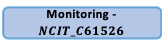 Monitoring -
NCIT_C61526